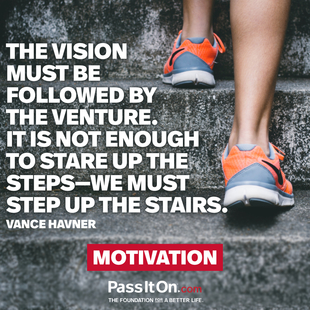 THE VISION
MUST BE
FOLLOWED BY
THE VENTURE.
IT IS NOT ENOUGH
TO STARE UP THE
STEPS—WE MUST
STEP UP THE STAIRS.
VANCE HAVNER
MOTIVATION
PassItOn.com
THE FOUNDATION FOR A BETTER LIFE